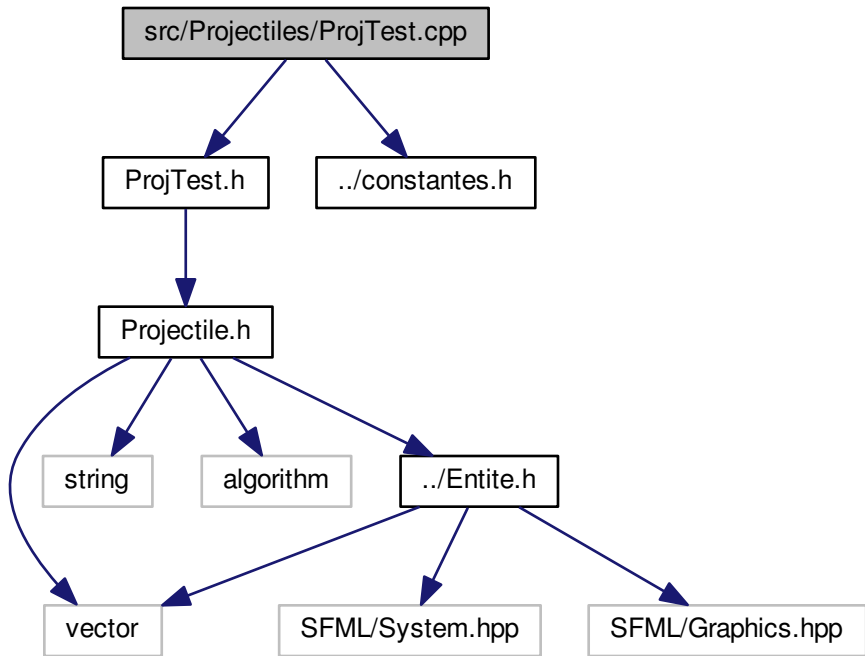 src/Projectiles/ProjTest.cpp
ProjTest.h
../constantes.h
Projectile.h
string
algorithm
../Entite.h
vector
SFML/System.hpp
SFML/Graphics.hpp